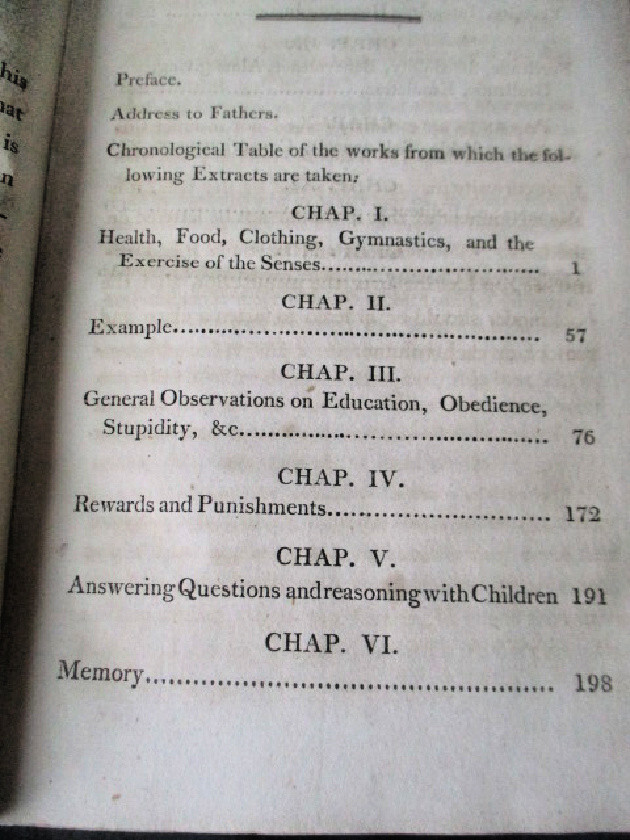 his
nat
is
n
Preface.
Address to Fathers.
Chronological Table of the works from which the fol-
lowing Extracts are taken;
CHAP. I.
Health, Food, Clothing, Gymnastics, and the
Exercise of the Senses.................................... 1
CHAP. II.
Example....................................................... 57
CHAP. III.
General Observations on Education, Obedience,
Stupidity, &c................................................ 76
CHAP. IV.
Rewards and Punishments............................... 172
CHAP. V.
Answering Questions and reasoning with Children 191
CHAP. VI.
Memory......................................................... 198